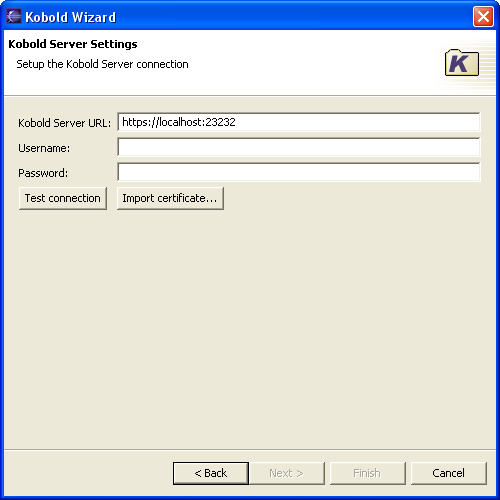 Kobold Wizard
Kobold Server Settings
Setup the Kobold Server connection
K
Kobold Server URL: https://localhost:23232
Username:
Password:
Test connection Import certificate...
< Back Next > Finish Cancel